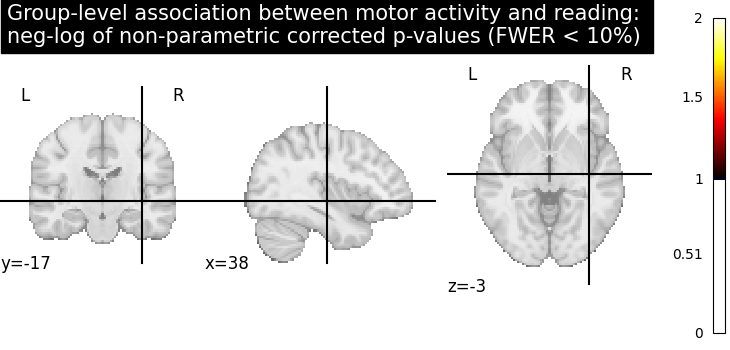 Group-level association between motor activity and reading:
neg-log of non-parametric corrected p-values (FWER < 10%)
L R
y=-17
x=38
L R
z=-3
2
1.5
1
0.51
0